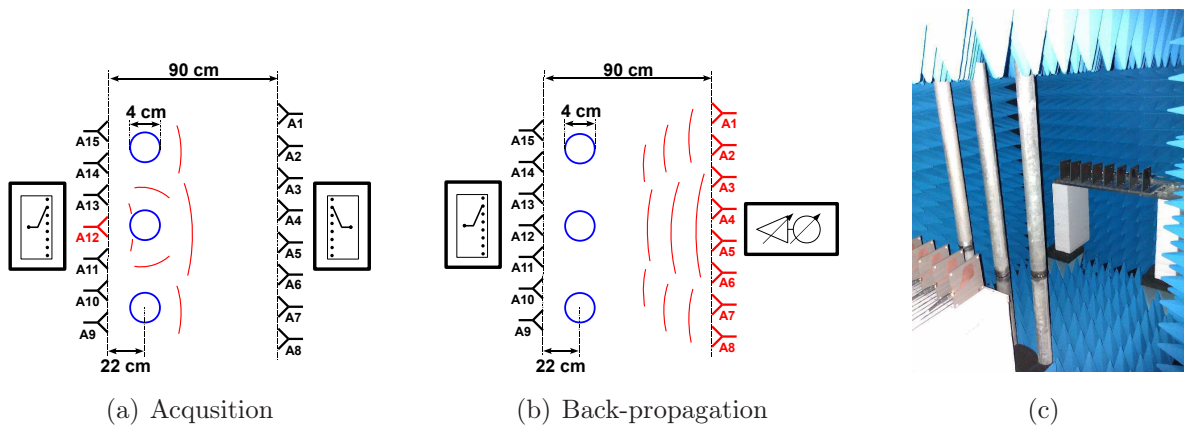 90 cm
4 cm
A15
A14
A13
A12
A11
A10
A9
A1
A2
A3
A4
A5
A6
A7
A8
22 cm
(a) Acqusition
90 cm
4 cm
A15
A14
A13
A12
A11
A10
A9
A1
A2
A3
A4
A5
A6
A7
A8
22 cm
(b) Back-propagation
(c)